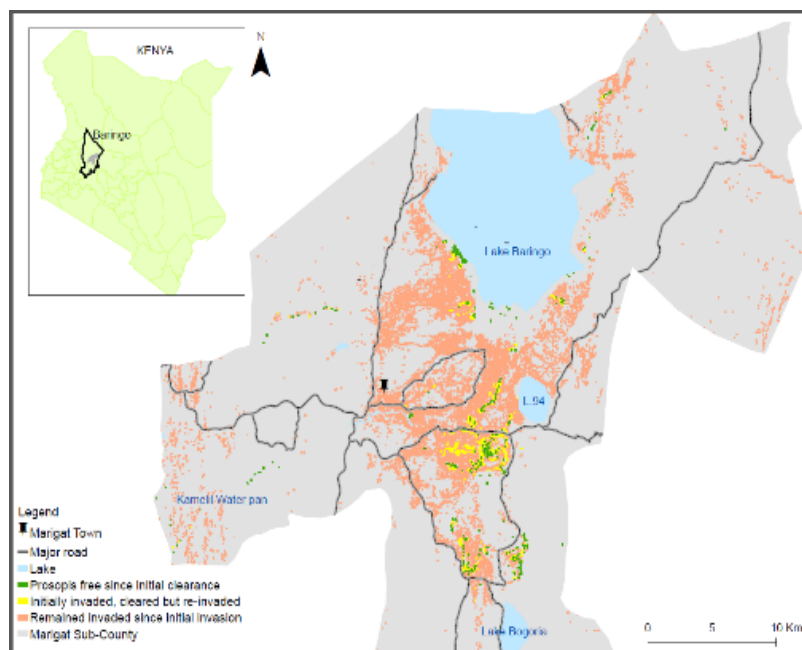 KENYA
N
Baringo
Lake Baringo
L.94
Kamelil Water pan
Legend
Marigat Town
Major road
Lake
Prosopis free since initial clearance
Initially invaded, cleared but re-invaded
Remained invaded since initial invasion
Marigat Sub-County
Lake Bogoria
0 5 10 Km